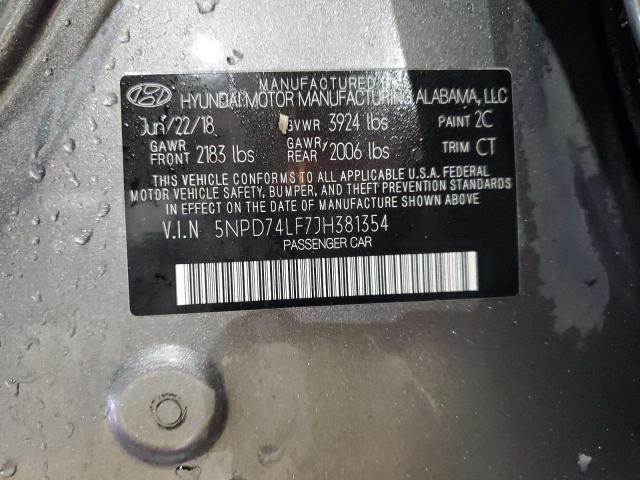 MANUFACTURED BY
HYUNDAI MOTOR MANUFACTURING ALABAMA, LLC
Jun/22/18 GVWR 3924 lbs PAINT 2C
GAWR FRONT 2183 lbs GAWR/ REAR 2006 lbs TRIM CT
THIS VEHICLE CONFORMS TO ALL APPLICABLE U.S.A. FEDERAL
MOTOR VEHICLE SAFETY, BUMPER, AND THEFT PREVENTION STANDARDS
IN EFFECT ON THE DATE OF MANUFACTURE SHOWN ABOVE
V.I.N 5NPD74LF7JH381354
PASSENGER CAR